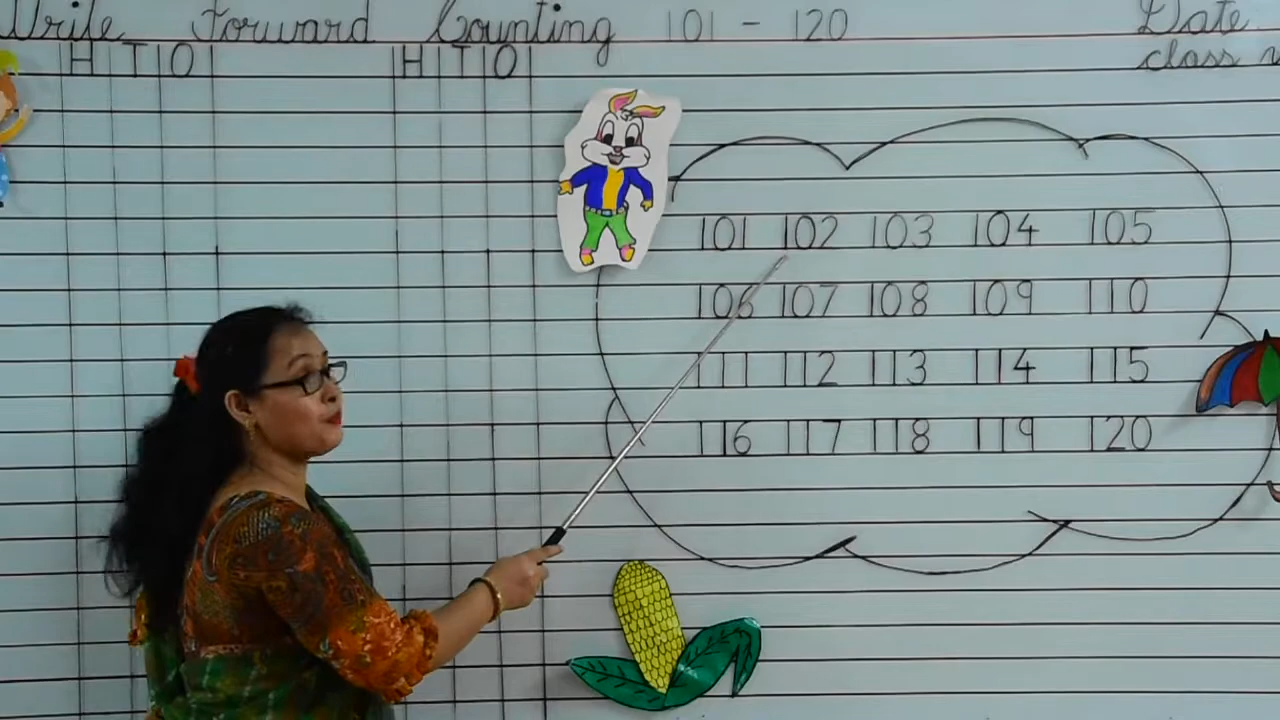 Write Forward Counting 101 - 120
Date
class
H T O
H T O
101 102 103 104 105
106 107 108 109 110
111 112 113 114 115
116 117 118 119 120